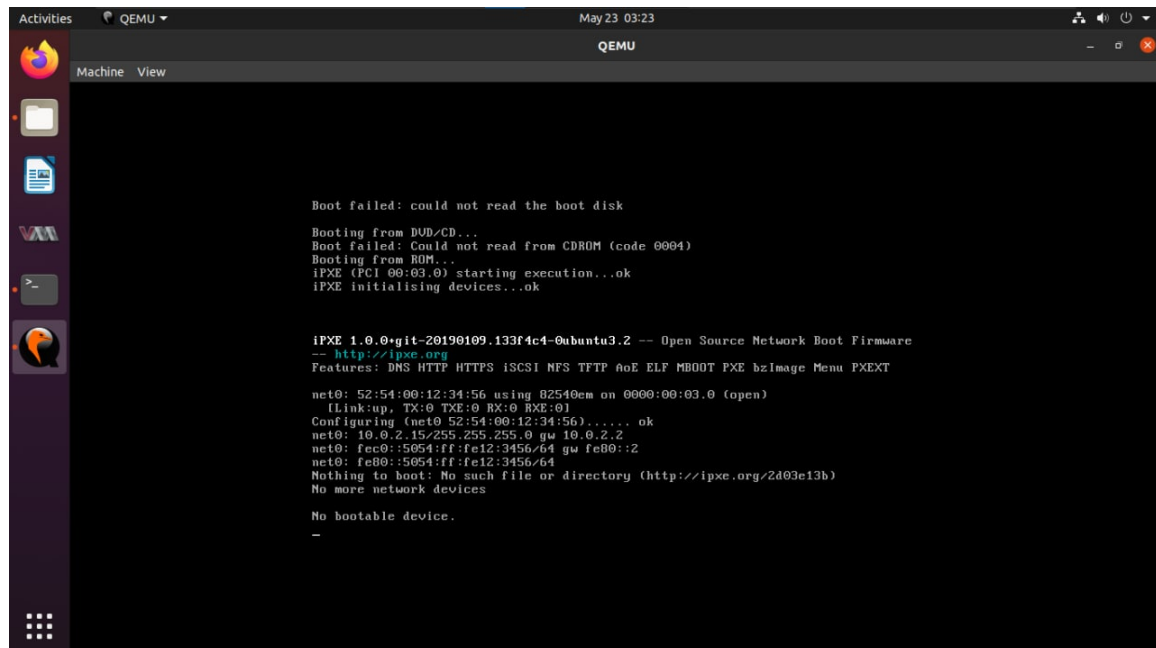 Activities QEMU May 23 03:23
QEMU
Machine View
Boot failed: could not read the boot disk
Booting from DVD/CD...
Boot failed: Could not read from CDROM (code 0004)
Booting from ROM...
iPXE (PCI 00:03.0) starting execution...ok
iPXE initialising devices...ok
iPXE 1.0.0+git-20190109.133f4c4-0ubuntu3.2 -- Open Source Network Boot Firmware
-- http://ipxe.org
Features: DNS HTTP HTTPS iSCSI NFS TFTP AoE ELF MBOOT PXE bzImage Menu PXEXT
net0: 52:54:00:12:34:56 using 82540em on 0000:00:03.0 (open)
[Link:up, TX:0 TXE:0 RX:0 RXE:0]
Configuring (net0 52:54:00:12:34:56)...... ok
net0: 10.0.2.15/255.255.255.0 gw 10.0.2.2
net0: fec0::5054:ff:fe12:3456/64 gw fe80::2
net0: fe80::5054:ff:fe12:3456/64
Nothing to boot: No such file or directory (http://ipxe.org/2d03e13b)
No more network devices
No bootable device.